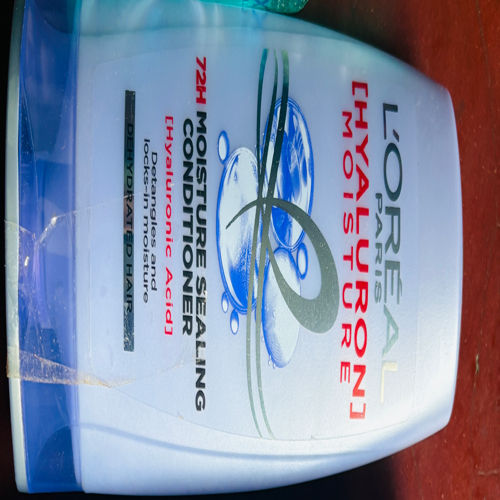 L'ORÉAL
PARIS
[HYALURON]
MOISTURE
72H MOISTURE SEALING
CONDITIONER
[Hyaluronic Acid]
Detangles and
locks-in moisture
DEHYDRATED HAIR